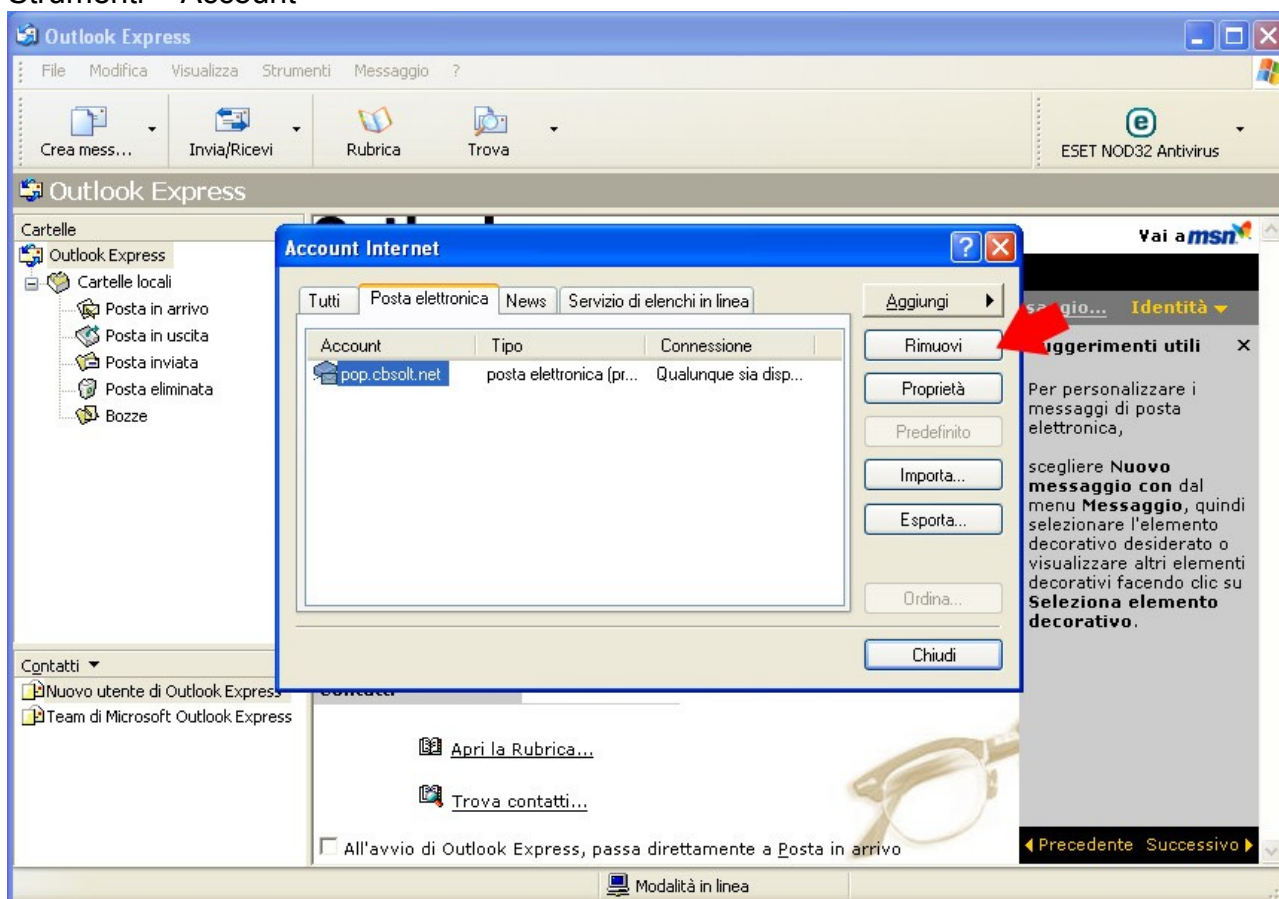 Strumenti – Account
Outlook Express
File Modifica Visualizza Strumenti Messaggio ?
Crea mess... Invia/Ricevi Rubrica Trova ESET NOD32 Antivirus
Outlook Express
Cartelle
Outlook Express
Cartelle locali
Posta in arrivo
Posta in uscita
Posta inviata
Posta eliminata
Bozze
Contatti
Nuovo utente di Outlook Express
Team di Microsoft Outlook Express
Vai a msn
Identità
Suggerimenti utili X
Per personalizzare i
messaggi di posta
elettronica,
scegliere Nuovo
messaggio con dal
menu Messaggio, quindi
selezionare l'elemento
decorativo desiderato o
visualizzare altri elementi
decorativi facendo clic su
Seleziona elemento
decorativo.
Precedente Successivo
Account Internet
Tutti Posta elettronica News Servizio di elenchi in linea
Account Tipo Connessione
pop.cbsolt.net posta elettronica (pr... Qualunque sia disp...
Aggiungi
Rimuovi
Proprietà
Predefinito
Importa...
Esporta...
Ordina...
Chiudi
Contatti
Apri la Rubrica...
Trova contatti...
All'avvio di Outlook Express, passa direttamente a Posta in arrivo
Modalità in linea